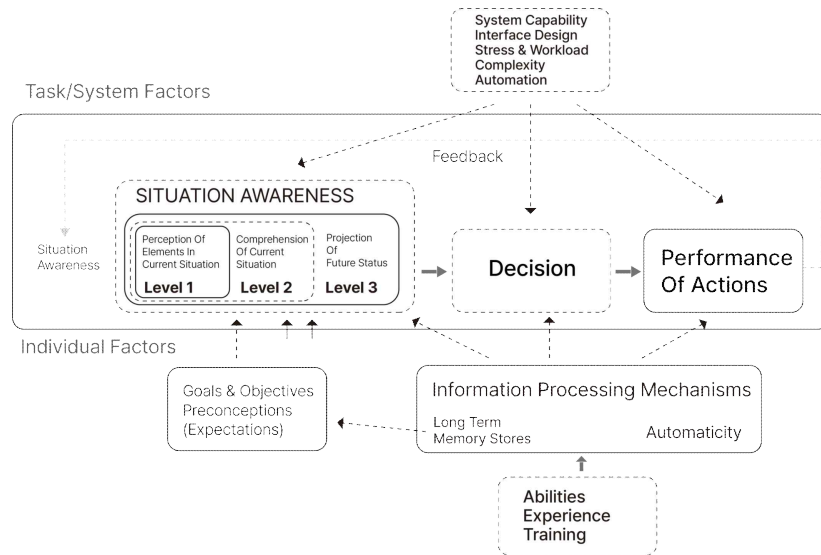 System Capability
Interface Design
Stress & Workload
Complexity
Automation
Task/System Factors
Feedback
SITUATION AWARENESS
Situation
Awareness
Perception Of
Elements In
Current Situation
Level 1
Comprehension
Of Current
Situation
Level 2
Projection
Of
Future Status
Level 3
Decision
Performance
Of Actions
Individual Factors
Goals & Objectives
Preconceptions
(Expectations)
Information Processing Mechanisms
Long Term
Memory Stores
Automaticity
Abilities
Experience
Training